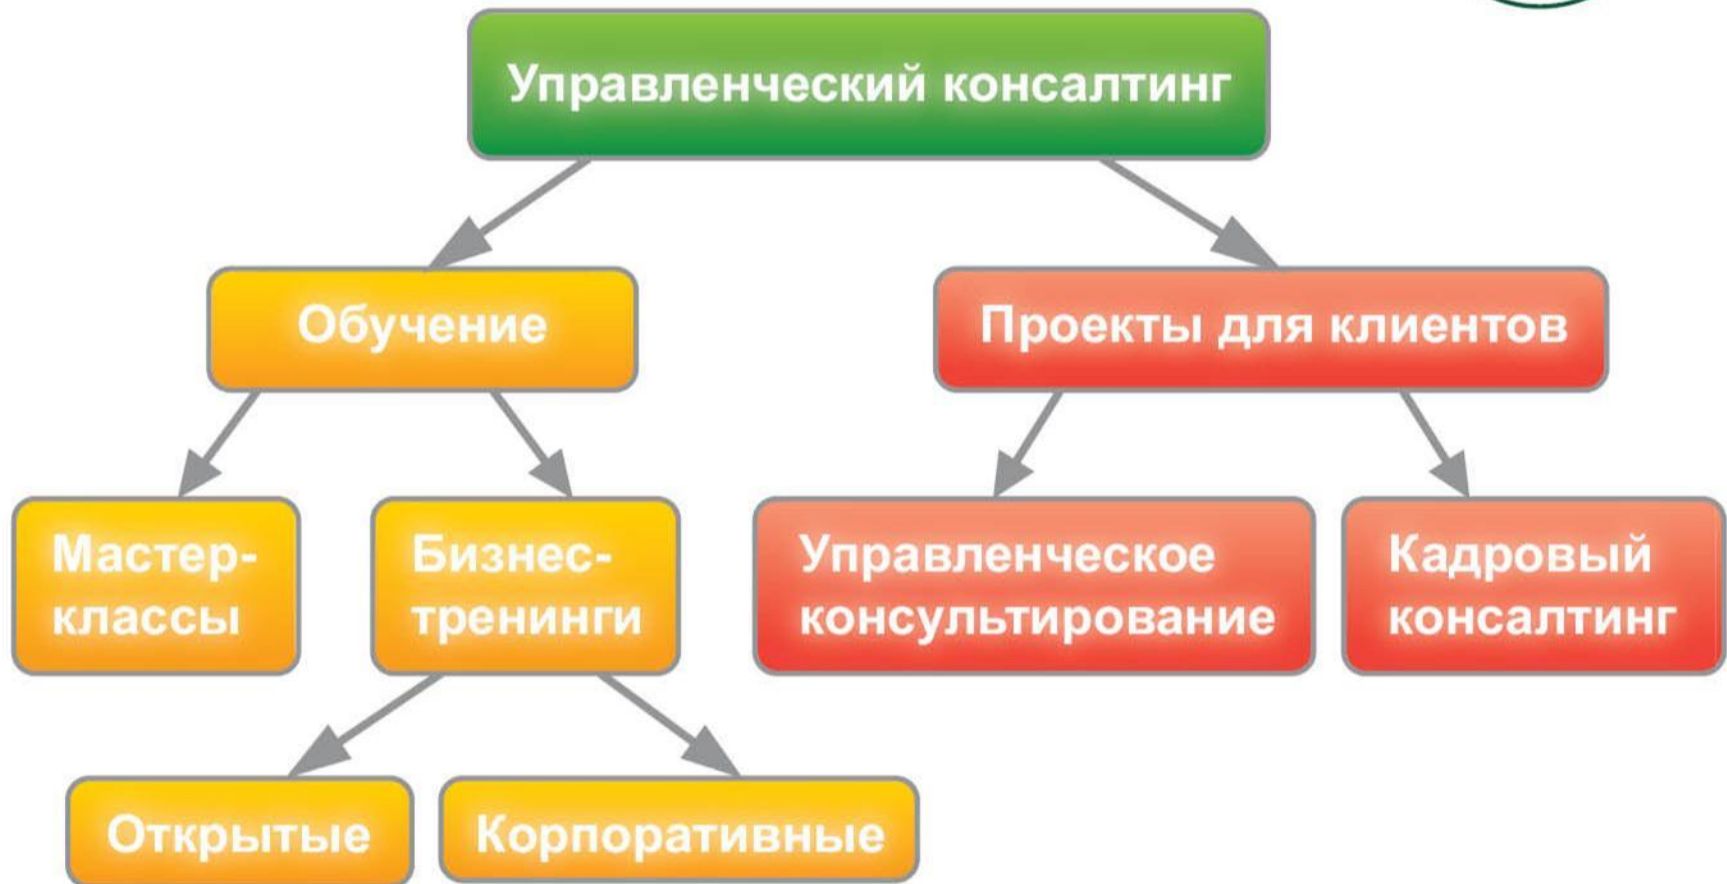 Управленческий консалтинг
Обучение
Проекты для клиентов
Мастер-
классы
Бизнес-
тренинги
Управленческое
консультирование
Кадровый
консалтинг
Открытые
Корпоративные